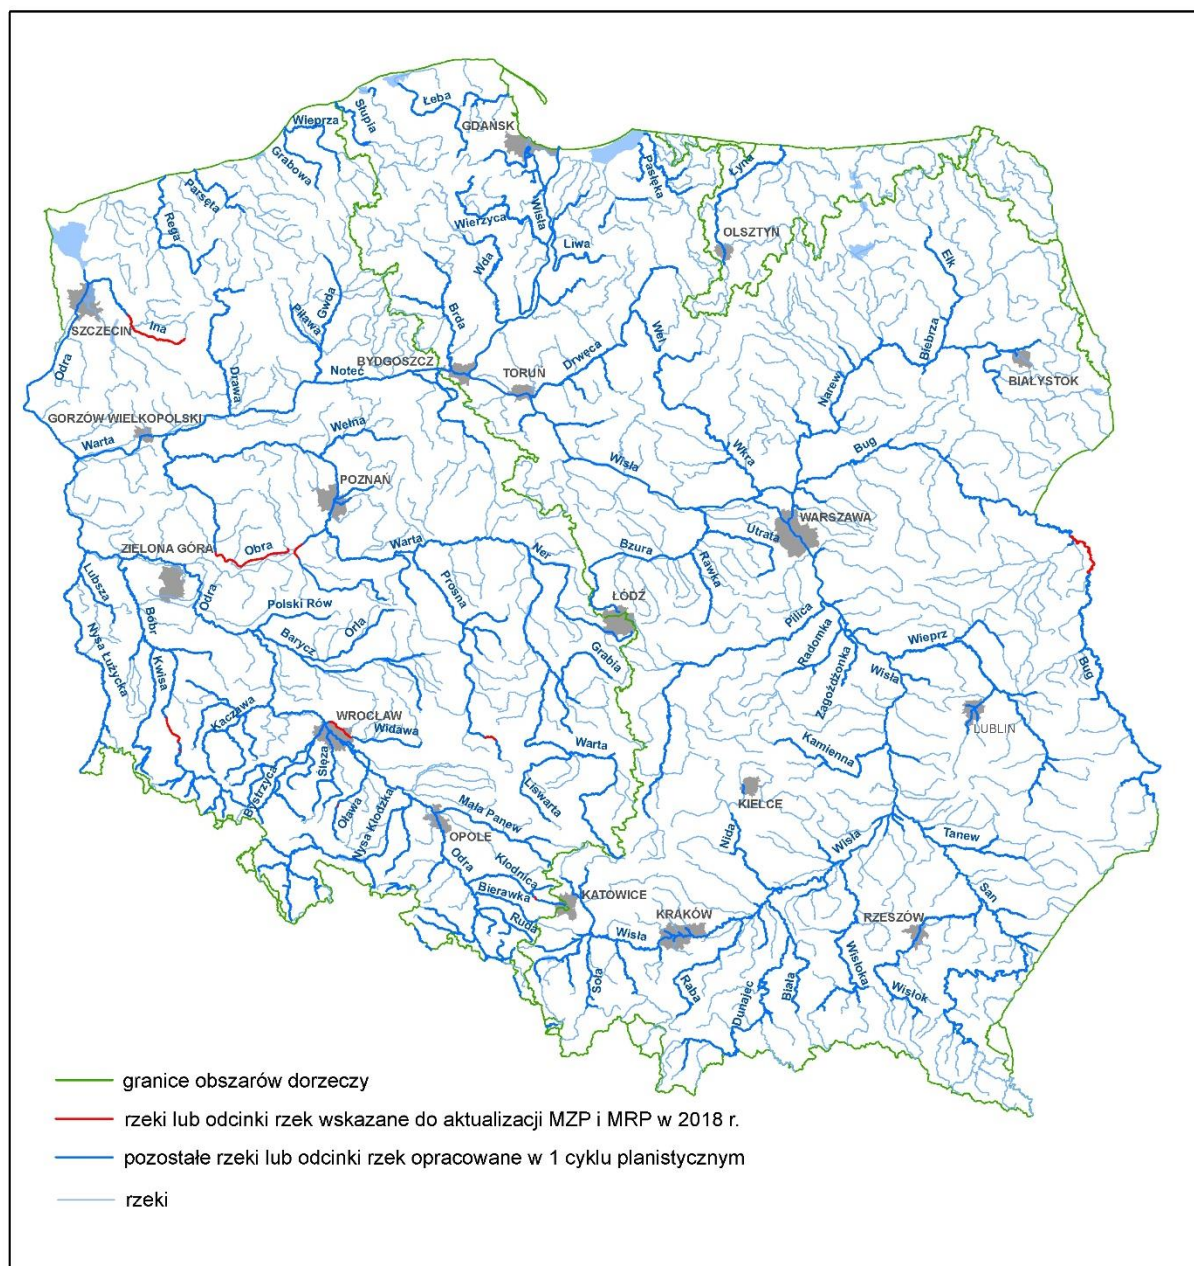 Łeba
Słupia
Wieprza
GDAŃSK
Grabowa
Pasłęka
Łyna
Parsęta
Wisła
Rega
Wierzyca
OLSZTYN
Liwa
Wda
Ełk
Gwda
Piława
Ina
SZCZECIN
Brda
Wel
Biebrza
Odra
Drwęca
BYDGOSZCZ
TORUŃ
Noteć
Drawa
BIAŁYSTOK
Narew
GORZÓW WIELKOPOLSKI
Wełna
Warta
Bug
Wkra
Wisła
POZNAŃ
WARSZAWA
Utrata
ZIELONA GÓRA
Obra
Warta
Ner
Bzura
Rawka
Lubsza
Prosna
Odra
ŁÓDŹ
Polski Rów
Bóbr
Pilica
Orla
Radomka
Wieprz
Barycz
Nysa Łużycka
Grabia
Zagożdżonka
Wisła
Bug
Kwisa
Kaczawa
WROCŁAW
Widawa
LUBLIN
Warta
Kamienna
Ślęza
Bystrzyca
Liswarta
KIELCE
Oława
Nysa Kłodzka
Mała Panew
OPOLE
Nida
Wisła
Tanew
Odra
Kłodnica
Bierawka
KATOWICE
San
Ruda
KRAKÓW
RZESZÓW
Wisła
Soła
Raba
Dunajec
Biała
Wisłoka
Wisłok
granice obszarów dorzeczy
rzeki lub odcinki rzek wskazane do aktualizacji MZP i MRP w 2018 r.
pozostałe rzeki lub odcinki rzek opracowane w 1 cyklu planistycznym
rzeki